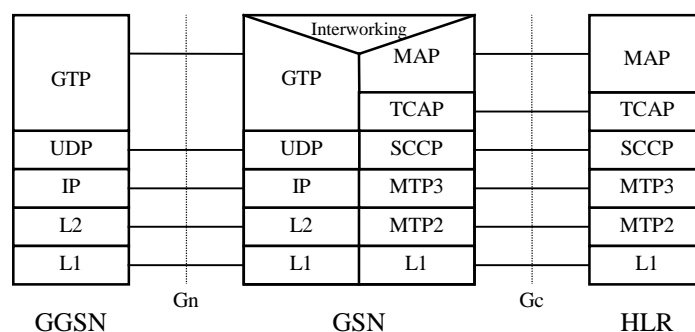 Interworking
GTP GTP MAP MAP
TCAP TCAP
UDP UDP SCCP SCCP
IP IP MTP3 MTP3
L2 L2 MTP2 MTP2
L1 L1 L1 L1
Gn Gc
GGSN GSN HLR